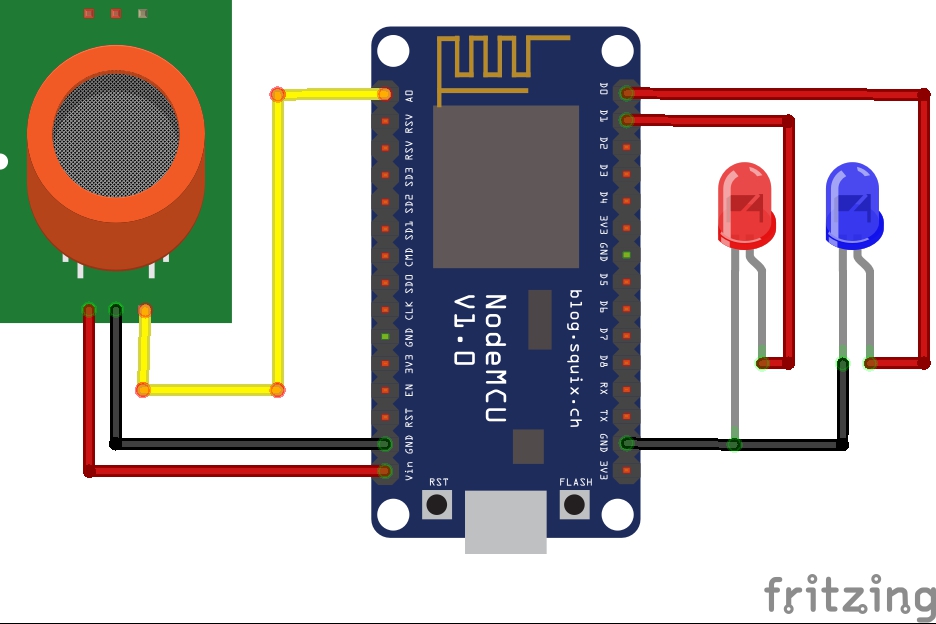 A0
RSV
RSV
SD3
SD2
SD1
CMD
SD0
CLK
GND
3V3
EN
RST
GND
Vin
D0
D1
D2
D3
D4
3V3
GND
D5
D6
D7
D8
RX
TX
GND
3V3
blog.squix.ch
NodeMCU
V1.0
RST
FLASH
fritzing